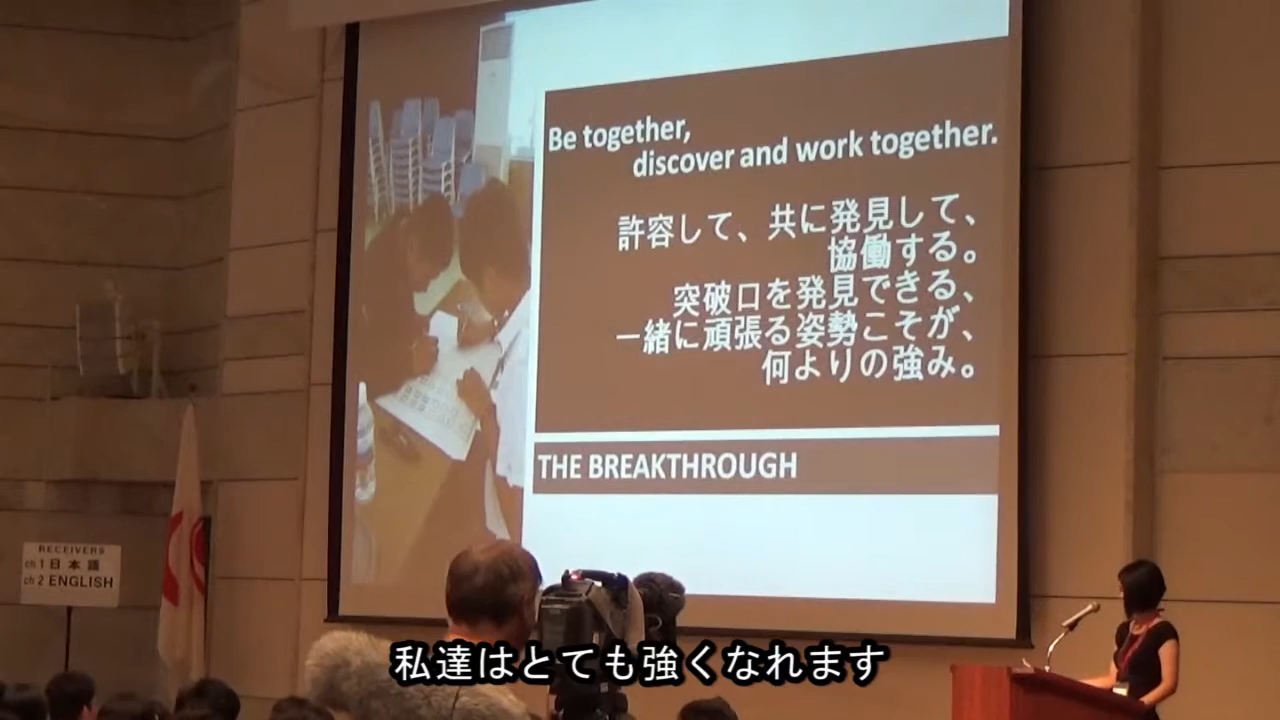 Be together,
discover and work together.
許容して、共に発見して、
協働する。
突破口を発見できる、
一緒に頑張る姿勢こそが、
何よりの強み。
THE BREAKTHROUGH
RECEIVERS
ch 1 日本語
ch 2 ENGLISH
私達はとても強くなれます